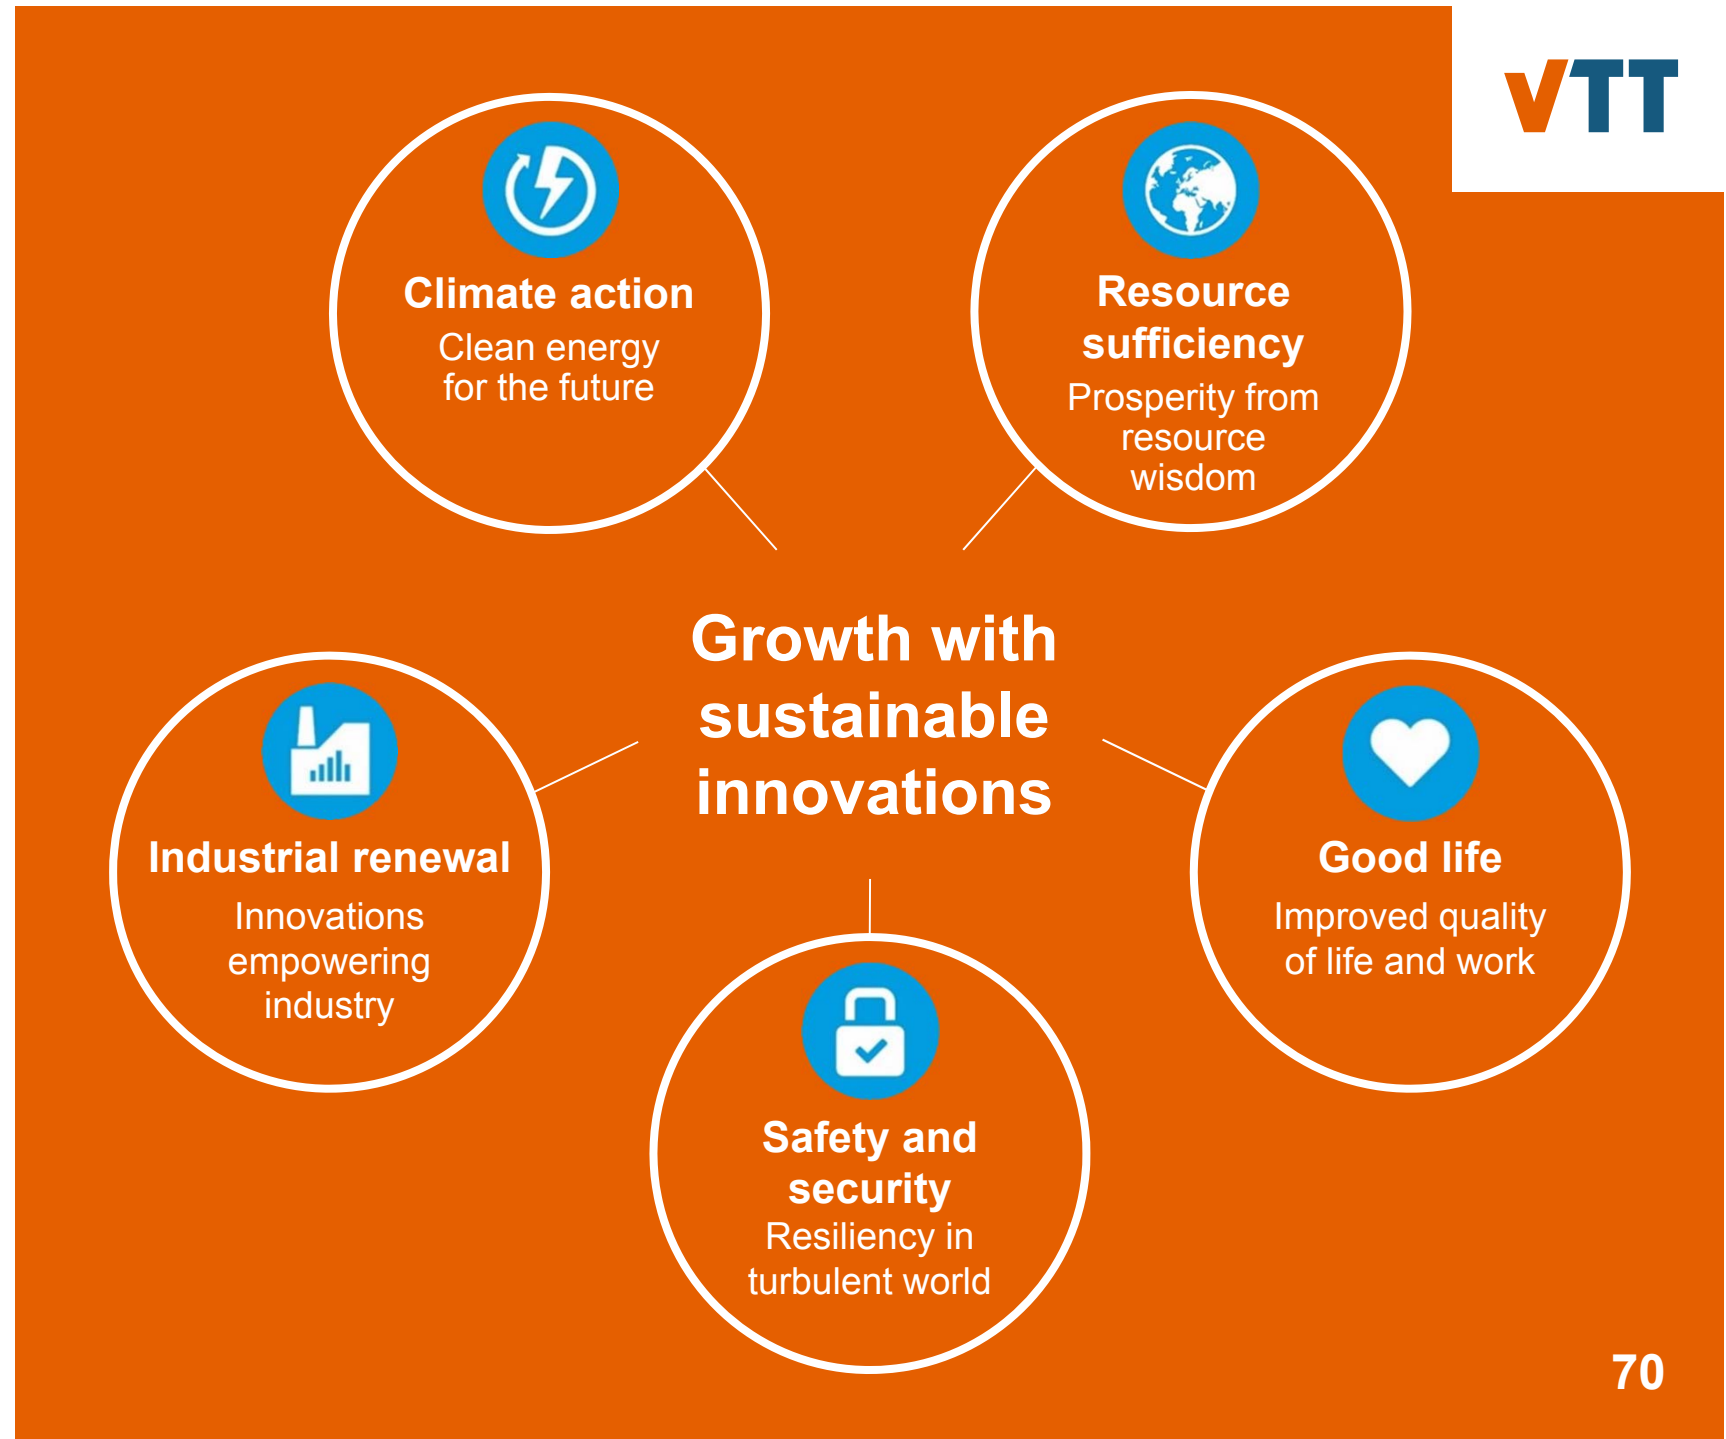 VTT
Climate action
Clean energy
for the future
Resource
sufficiency
Prosperity from
resource
wisdom
Growth with
sustainable
innovations
Industrial renewal
Innovations
empowering
industry
Good life
Improved quality
of life and work
Safety and
security
Resiliency in
turbulent world
70